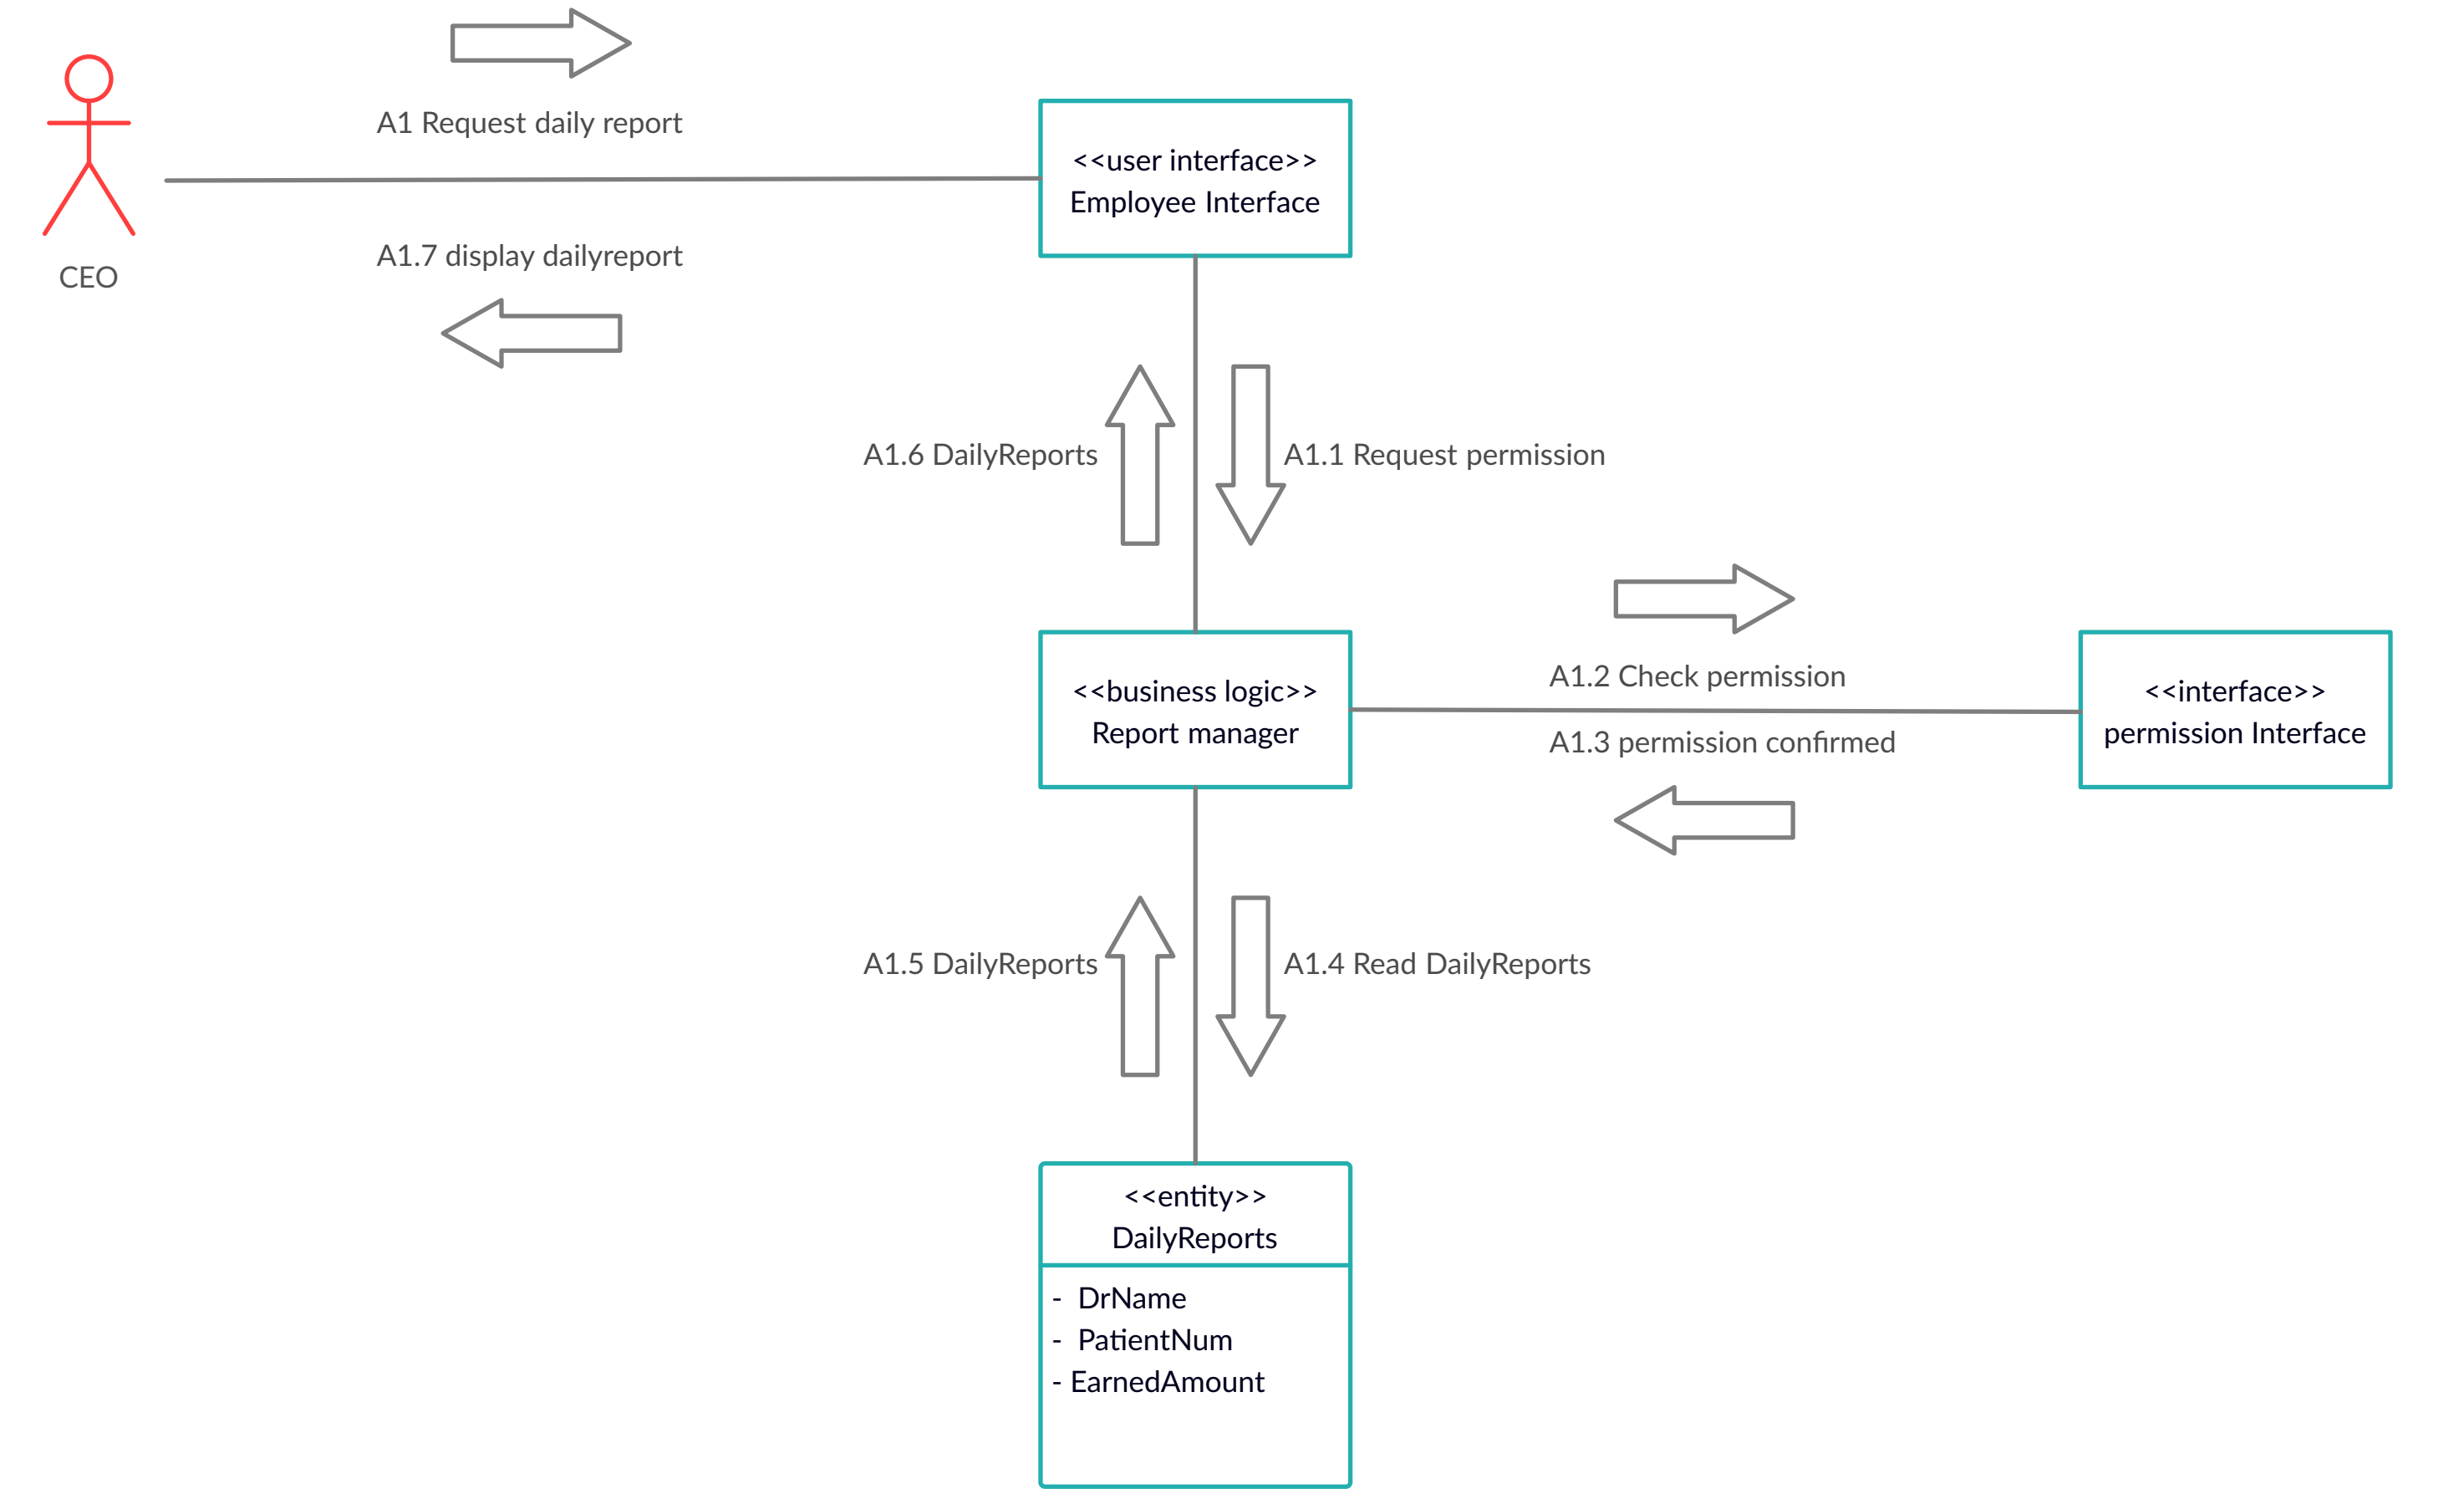 A1 Request daily report
CEO
A1.7 display dailyreport
<<user interface>>
Employee Interface
A1.6 DailyReports
A1.1 Request permission
<<business logic>>
Report manager
A1.2 Check permission
A1.3 permission confirmed
<<interface>>
permission Interface
A1.5 DailyReports
A1.4 Read DailyReports
<<entity>>
DailyReports
- DrName
- PatientNum
- EarnedAmount